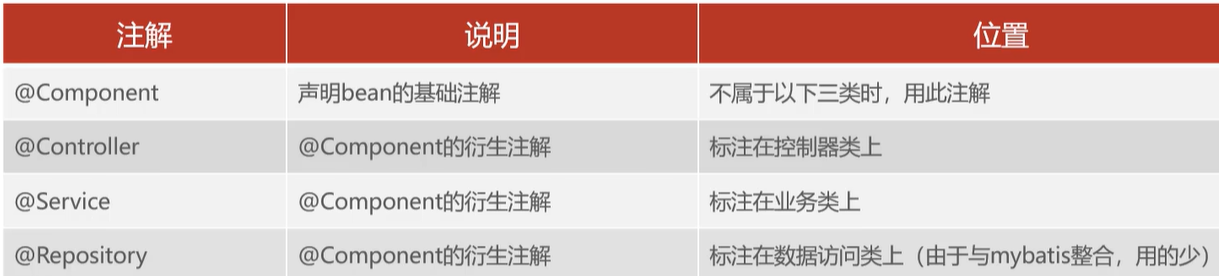 注解 说明 位置
@Component 声明bean的基础注解 不属于以下三类时，用此注解
@Controller @Component的衍生注解 标注在控制器类上
@Service @Component的衍生注解 标注在业务类上
@Repository @Component的衍生注解 标注在数据访问类上（由于与mybatis整合，用的少）